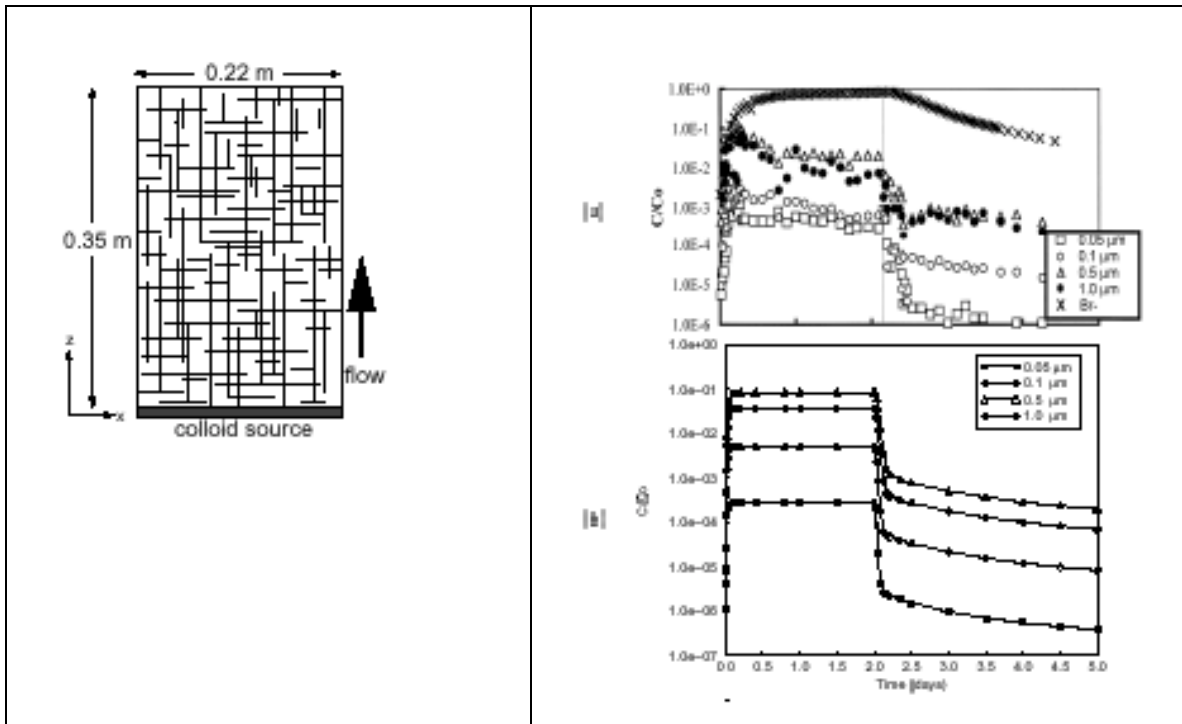 0.22 m
0.35 m
z
x
flow
colloid source
C/Co
1.0E+0
1.0E-1
1.0E-2
1.0E-3
1.0E-4
1.0E-5
1.0E-6
0.05 µm
0.1 µm
0.5 µm
1.0 µm
Br-
1.0e+00
1.0e-01
1.0e-02
1.0e-03
1.0e-04
1.0e-05
1.0e-06
1.0e-07
0.05 µm
0.1 µm
0.5 µm
1.0 µm
0.0 0.5 1.0 1.5 2.0 2.5 3.0 3.5 4.0 4.5 5.0
Time (days)